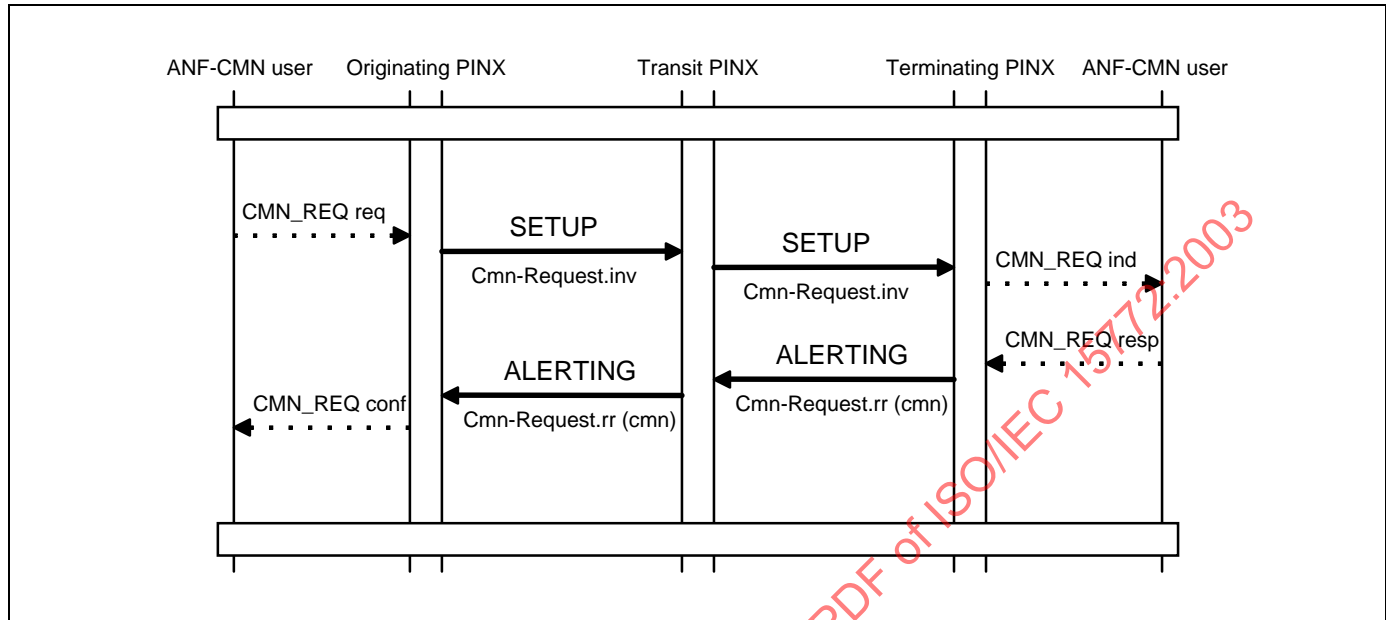 ANF-CMN user Originating PINX Transit PINX Terminating PINX ANF-CMN user
CMN_REQ req
SETUP
Cmn-Request.inv
SETUP
Cmn-Request.inv
CMN_REQ ind
CMN_REQ resp
ALERTING
Cmn-Request.rr (cmn)
ALERTING
Cmn-Request.rr (cmn)
CMN_REQ conf
PDF of ISO/IEC 15772:2003